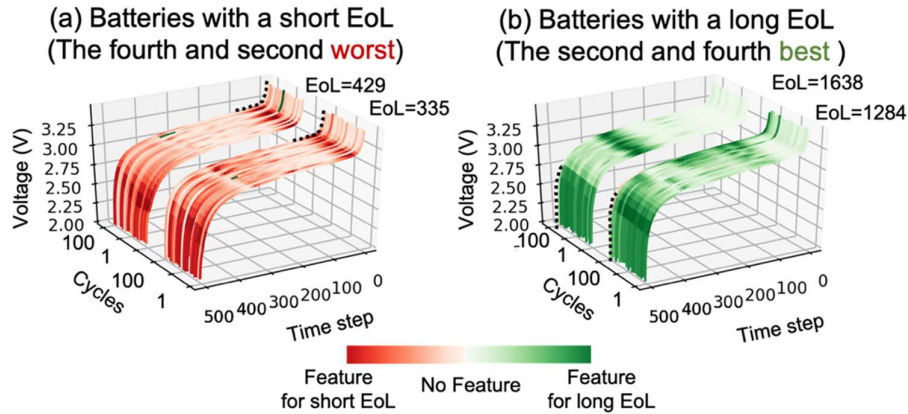 (a) Batteries with a short EoL
(The fourth and second worst)
EoL=429
EoL=335
3.25
3.00
2.75
2.50
2.25
2.00
Voltage (V)
100
1
100
1
Cycles
500
400
300
200
100
0
Time step
(b) Batteries with a long EoL
(The second and fourth best )
EoL=1638
EoL=1284
3.25
3.00
2.75
2.50
2.25
2.00
Voltage (V)
100
1
100
1
Cycles
500
400
300
200
100
0
Time step
Feature
for short EoL
No Feature
Feature
for long EoL